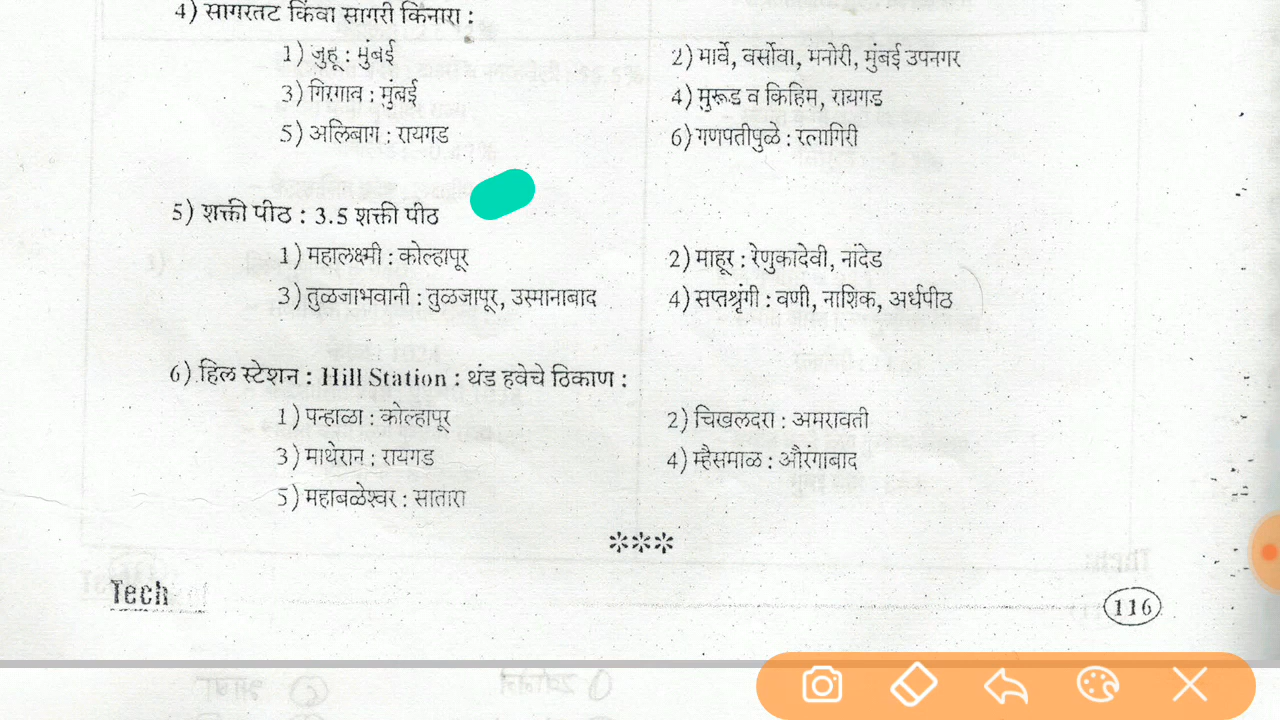 4) सागरतट किंवा सागरी किनारा :
1) जुहू : मुंबई
2) मार्वे, वर्सोवा, मनोरी, मुंबई उपनगर
3) गिरगाव : मुंबई
4) मुरूड व किहिम, रायगड
5) अलिबाग : रायगड
6) गणपतीपुळे : रत्नागिरी
5) शक्ती पीठ : 3.5 शक्ती पीठ
1) महालक्ष्मी : कोल्हापूर
2) माहूर : रेणुकादेवी, नांदेड
3) तुळजाभवानी : तुळजापूर, उस्मानाबाद
4) सप्तश्रृंगी : वणी, नाशिक, अर्धपीठ
6) हिल स्टेशन : Hill Station : थंड हवेचे ठिकाण :
1) पन्हाळा : कोल्हापूर
2) चिखलदरा : अमरावती
3) माथेरान : रायगड
4) म्हैसमाळ : औरंगाबाद
5) महाबळेश्वर : सातारा
***
Tech
116